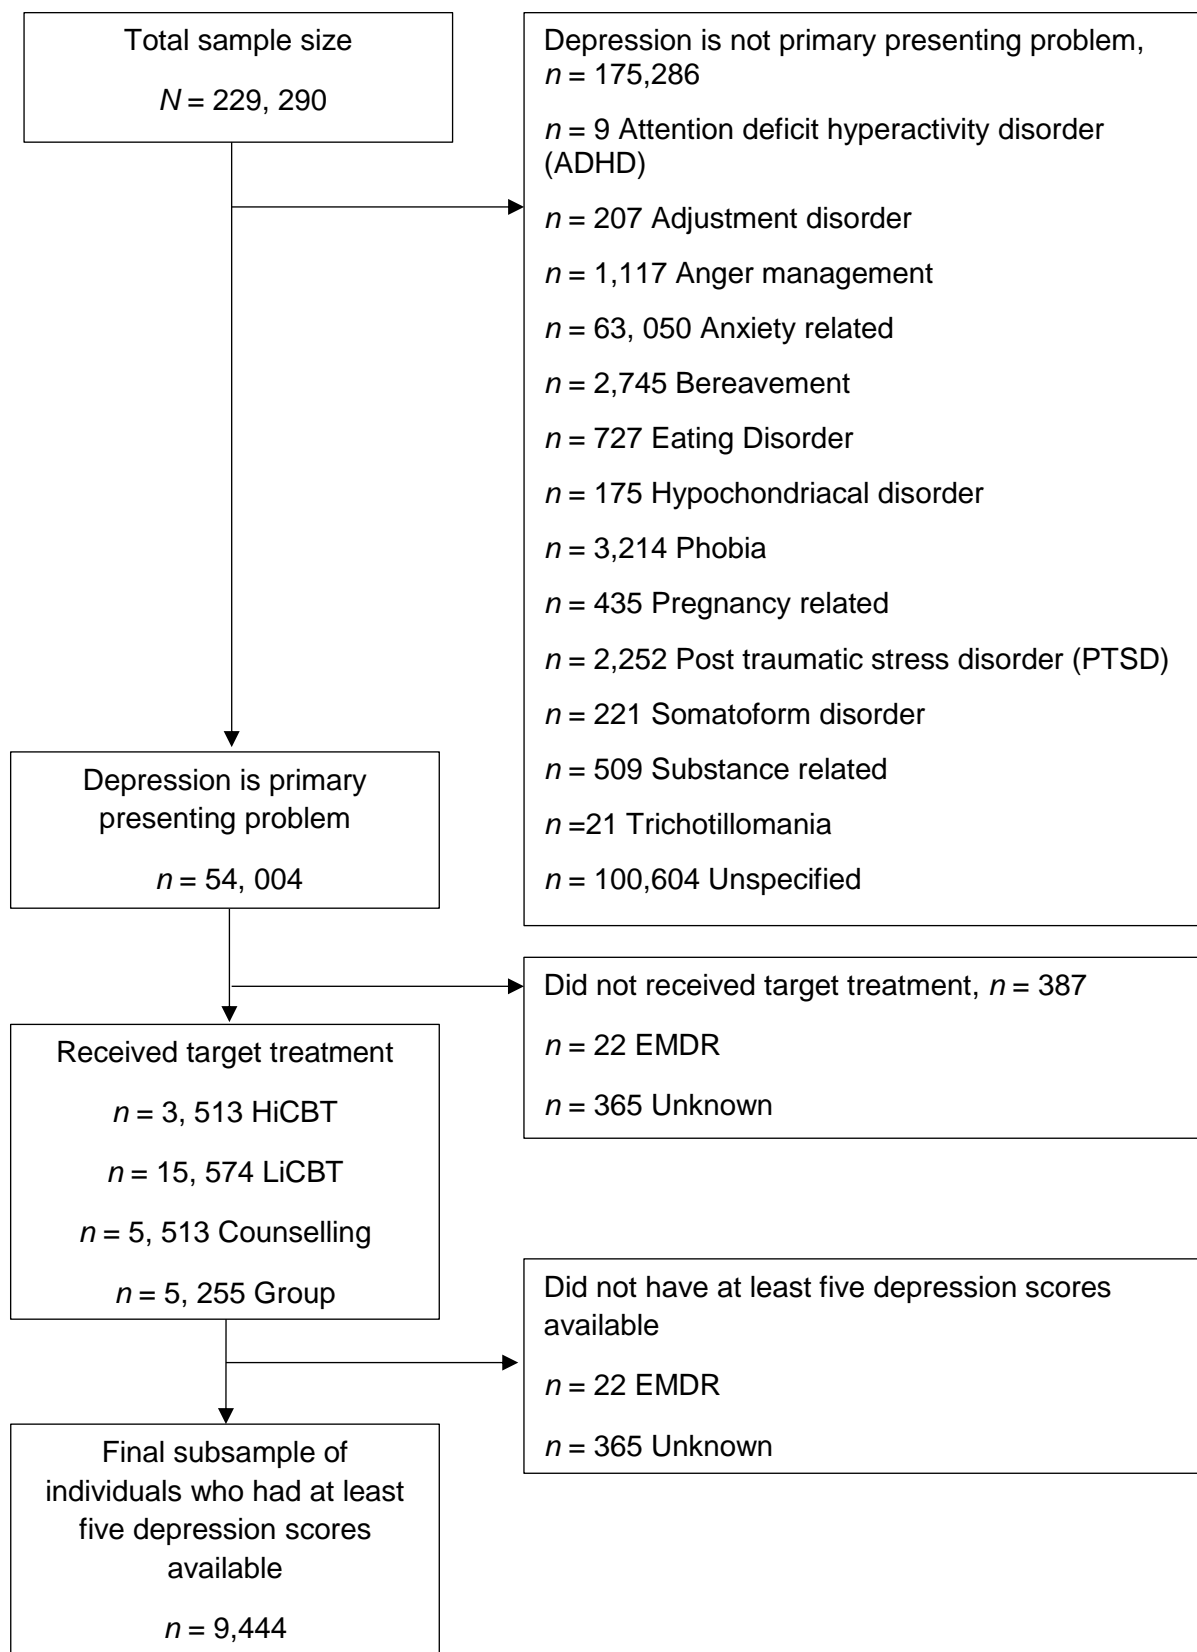 Total sample size
N = 229, 290
Depression is not primary presenting problem,
n = 175,286
n = 9 Attention deficit hyperactivity disorder
(ADHD)
n = 207 Adjustment disorder
n = 1,117 Anger management
n = 63, 050 Anxiety related
n = 2,745 Bereavement
n = 727 Eating Disorder
n = 175 Hypochondriacal disorder
n = 3,214 Phobia
n = 435 Pregnancy related
n = 2,252 Post traumatic stress disorder (PTSD)
n = 221 Somatoform disorder
n = 509 Substance related
n =21 Trichotillomania
n = 100,604 Unspecified
Depression is primary
presenting problem
n = 54, 004
Did not received target treatment, n = 387
n = 22 EMDR
n = 365 Unknown
Received target treatment
n = 3, 513 HiCBT
n = 15, 574 LiCBT
n = 5, 513 Counselling
n = 5, 255 Group
Did not have at least five depression scores
available
n = 22 EMDR
n = 365 Unknown
Final subsample of
individuals who had at least
five depression scores
available
n = 9,444